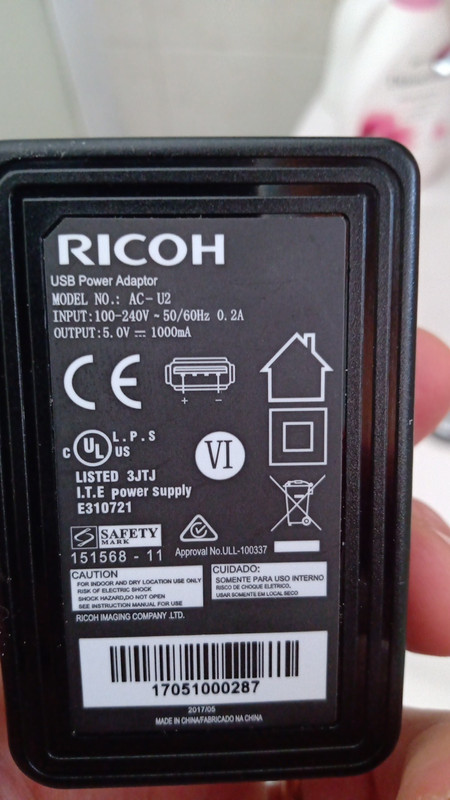 RICOH
USB Power Adaptor
MODEL NO.: AC-U2
INPUT:100-240V ~ 50/60Hz 0.2A
OUTPUT:5.0V ⎓ 1000mA
CE
+ −
c UL US L.P.S
VI
LISTED 3JTJ
I.T.E power supply
E310721
S SAFETY
MARK
151568 - 11
Approval No.ULL-100337
CAUTION
FOR INDOOR AND DRY LOCATION USE ONLY
RISK OF ELECTRIC SHOCK
SHOCK HAZARD,DO NOT OPEN
SEE INSTRUCTION MANUAL FOR USE
CUIDADO:
SOMENTE PARA USO INTERNO
RISCO DE CHOQUE ELETRICO,
USAR SOMENTE EM LOCAL SECO
RICOH IMAGING COMPANY .LTD.
17051000287
2017/05
MADE IN CHINA/FABRICADO NA CHINA